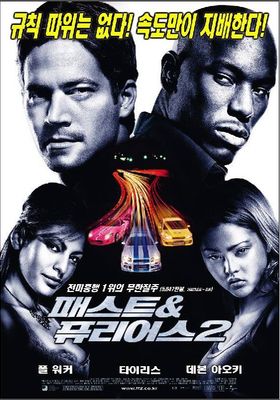 규칙 따위는 없다! 속도만이 지배한다!
전미흥행 1위의 무한질주
패스트&
퓨리어스2
폴 워커 타이리스 데본 아오키